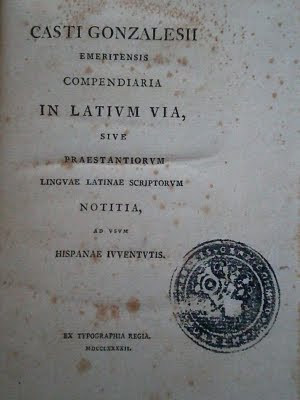 CASTI GONZALESII
EMERITENSIS
COMPENDIARIA
IN LATIVM VIA,
SIVE
PRAESTANTIORVM
LINGVAE LATINAE SCRIPTORVM
NOTITIA,
AD VSVM
HISPANAE IVVENTVTIS.
EX TYPOGRAPHIA REGIA.
MDCCLXXXXII.